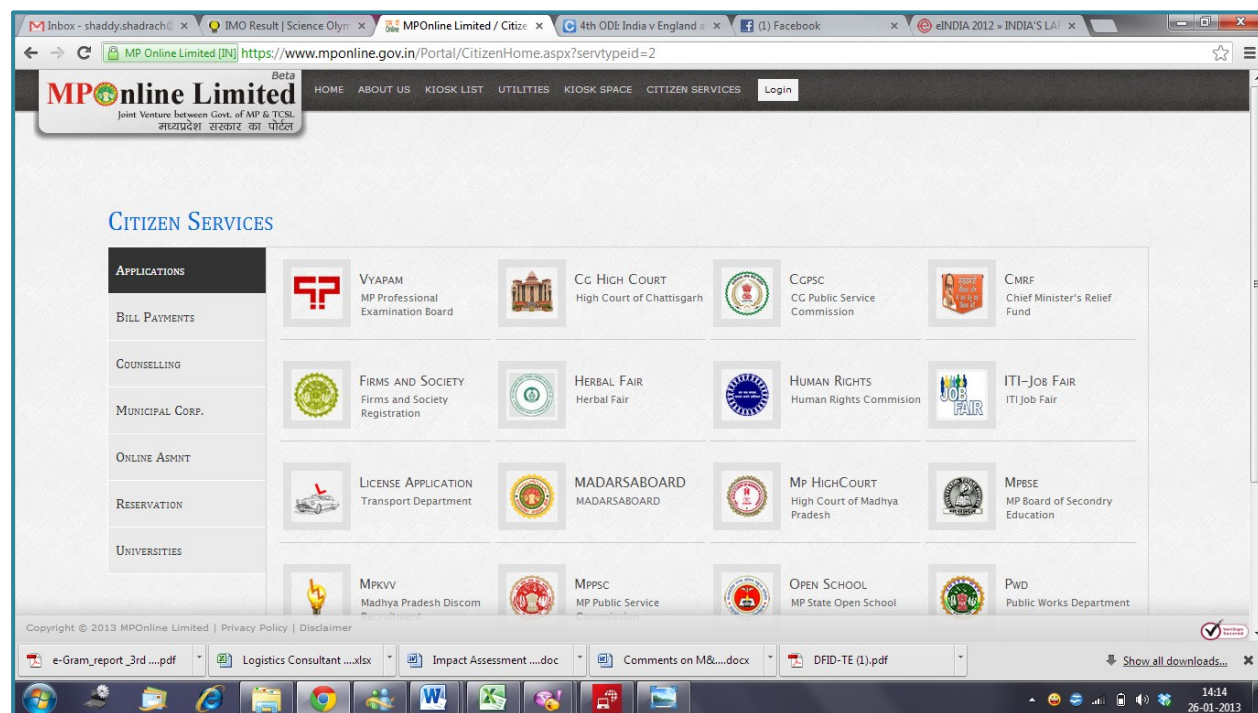 Inbox - shaddy.shadrach@
IMO Result | Science Olym
MPOnline Limited / Citize
4th ODI: India v England a
(1) Facebook
eINDIA 2012 » INDIA'S LAR
MP Online Limited [IN] https://www.mponline.gov.in/Portal/CitizenHome.aspx?servtypeid=2
Beta
MPOnline Limited
Joint Venture between Govt. of MP & TCSL
मध्यप्रदेश सरकार का पोर्टल
HOME ABOUT US KIOSK LIST UTILITIES KIOSK SPACE CITIZEN SERVICES Login
CITIZEN SERVICES
APPLICATIONS
BILL PAYMENTS
COUNSELLING
MUNICIPAL CORP.
ONLINE ASMNT
RESERVATION
UNIVERSITIES
VYAPAM
MP Professional
Examination Board
CG HIGH COURT
High Court of Chattisgarh
CGPSC
CG Public Service
Commission
CMRF
Chief Minister's Relief
Fund
FIRMS AND SOCIETY
Firms and Society
Registration
HERBAL FAIR
Herbal Fair
HUMAN RIGHTS
Human Rights Commision
JOB
FAIR
ITI-JOB FAIR
ITI Job Fair
LICENSE APPLICATION
Transport Department
MADARSABOARD
MADARSABOARD
MP HIGHCOURT
High Court of Madhya
Pradesh
MPBSE
MP Board of Secondry
Education
MPKVV
Madhya Pradesh Discom
Recruitment
MPPSC
MP Public Service
Commission
OPEN SCHOOL
MP State Open School
PWD
Public Works Department
Copyright © 2013 MPOnline Limited | Privacy Policy | Disclaimer
VeriSign
Secured
e-Gram_report _3rd ....pdf
Logistics Consultant ....xlsx
Impact Assessment ....doc
Comments on M&....docx
DFID-TE (1).pdf
Show all downloads...
14:14
26-01-2013